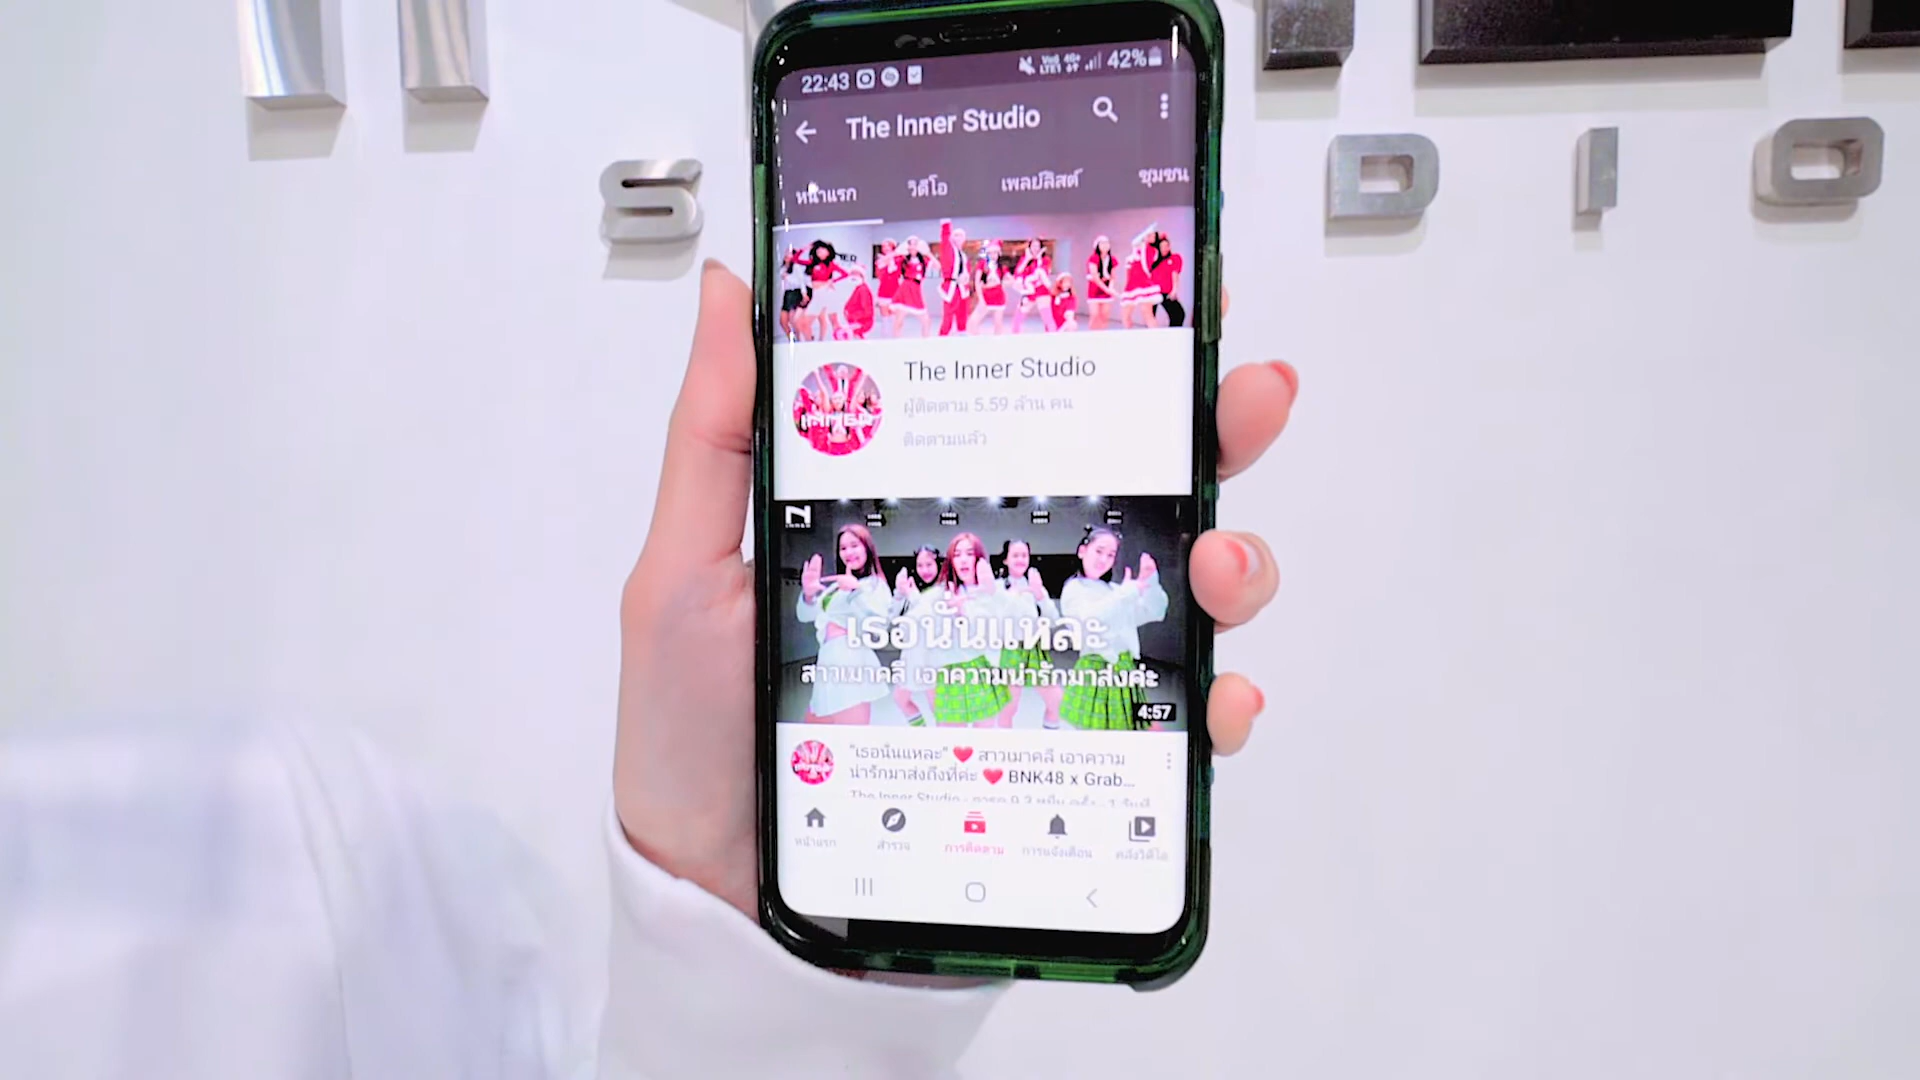 22:43 42%
The Inner Studio
หน้าแรก วิดีโอ เพลย์ลิสต์ ชุมชน
S D I O
The Inner Studio
ผู้ติดตาม 5.59 ล้าน คน
ติดตามแล้ว
INNER
เธอนั่นแหละ
สาวเมาคลี เอาความน่ารักมาส่งค่ะ
4:57
"เธอนั่นแหละ" ❤ สาวเมาคลี เอาความ
น่ารักมาส่งถึงที่ค่ะ ❤ BNK48 x Grab...
หน้าแรก สำรวจ การติดตาม การแจ้งเตือน คลังวิดีโอ